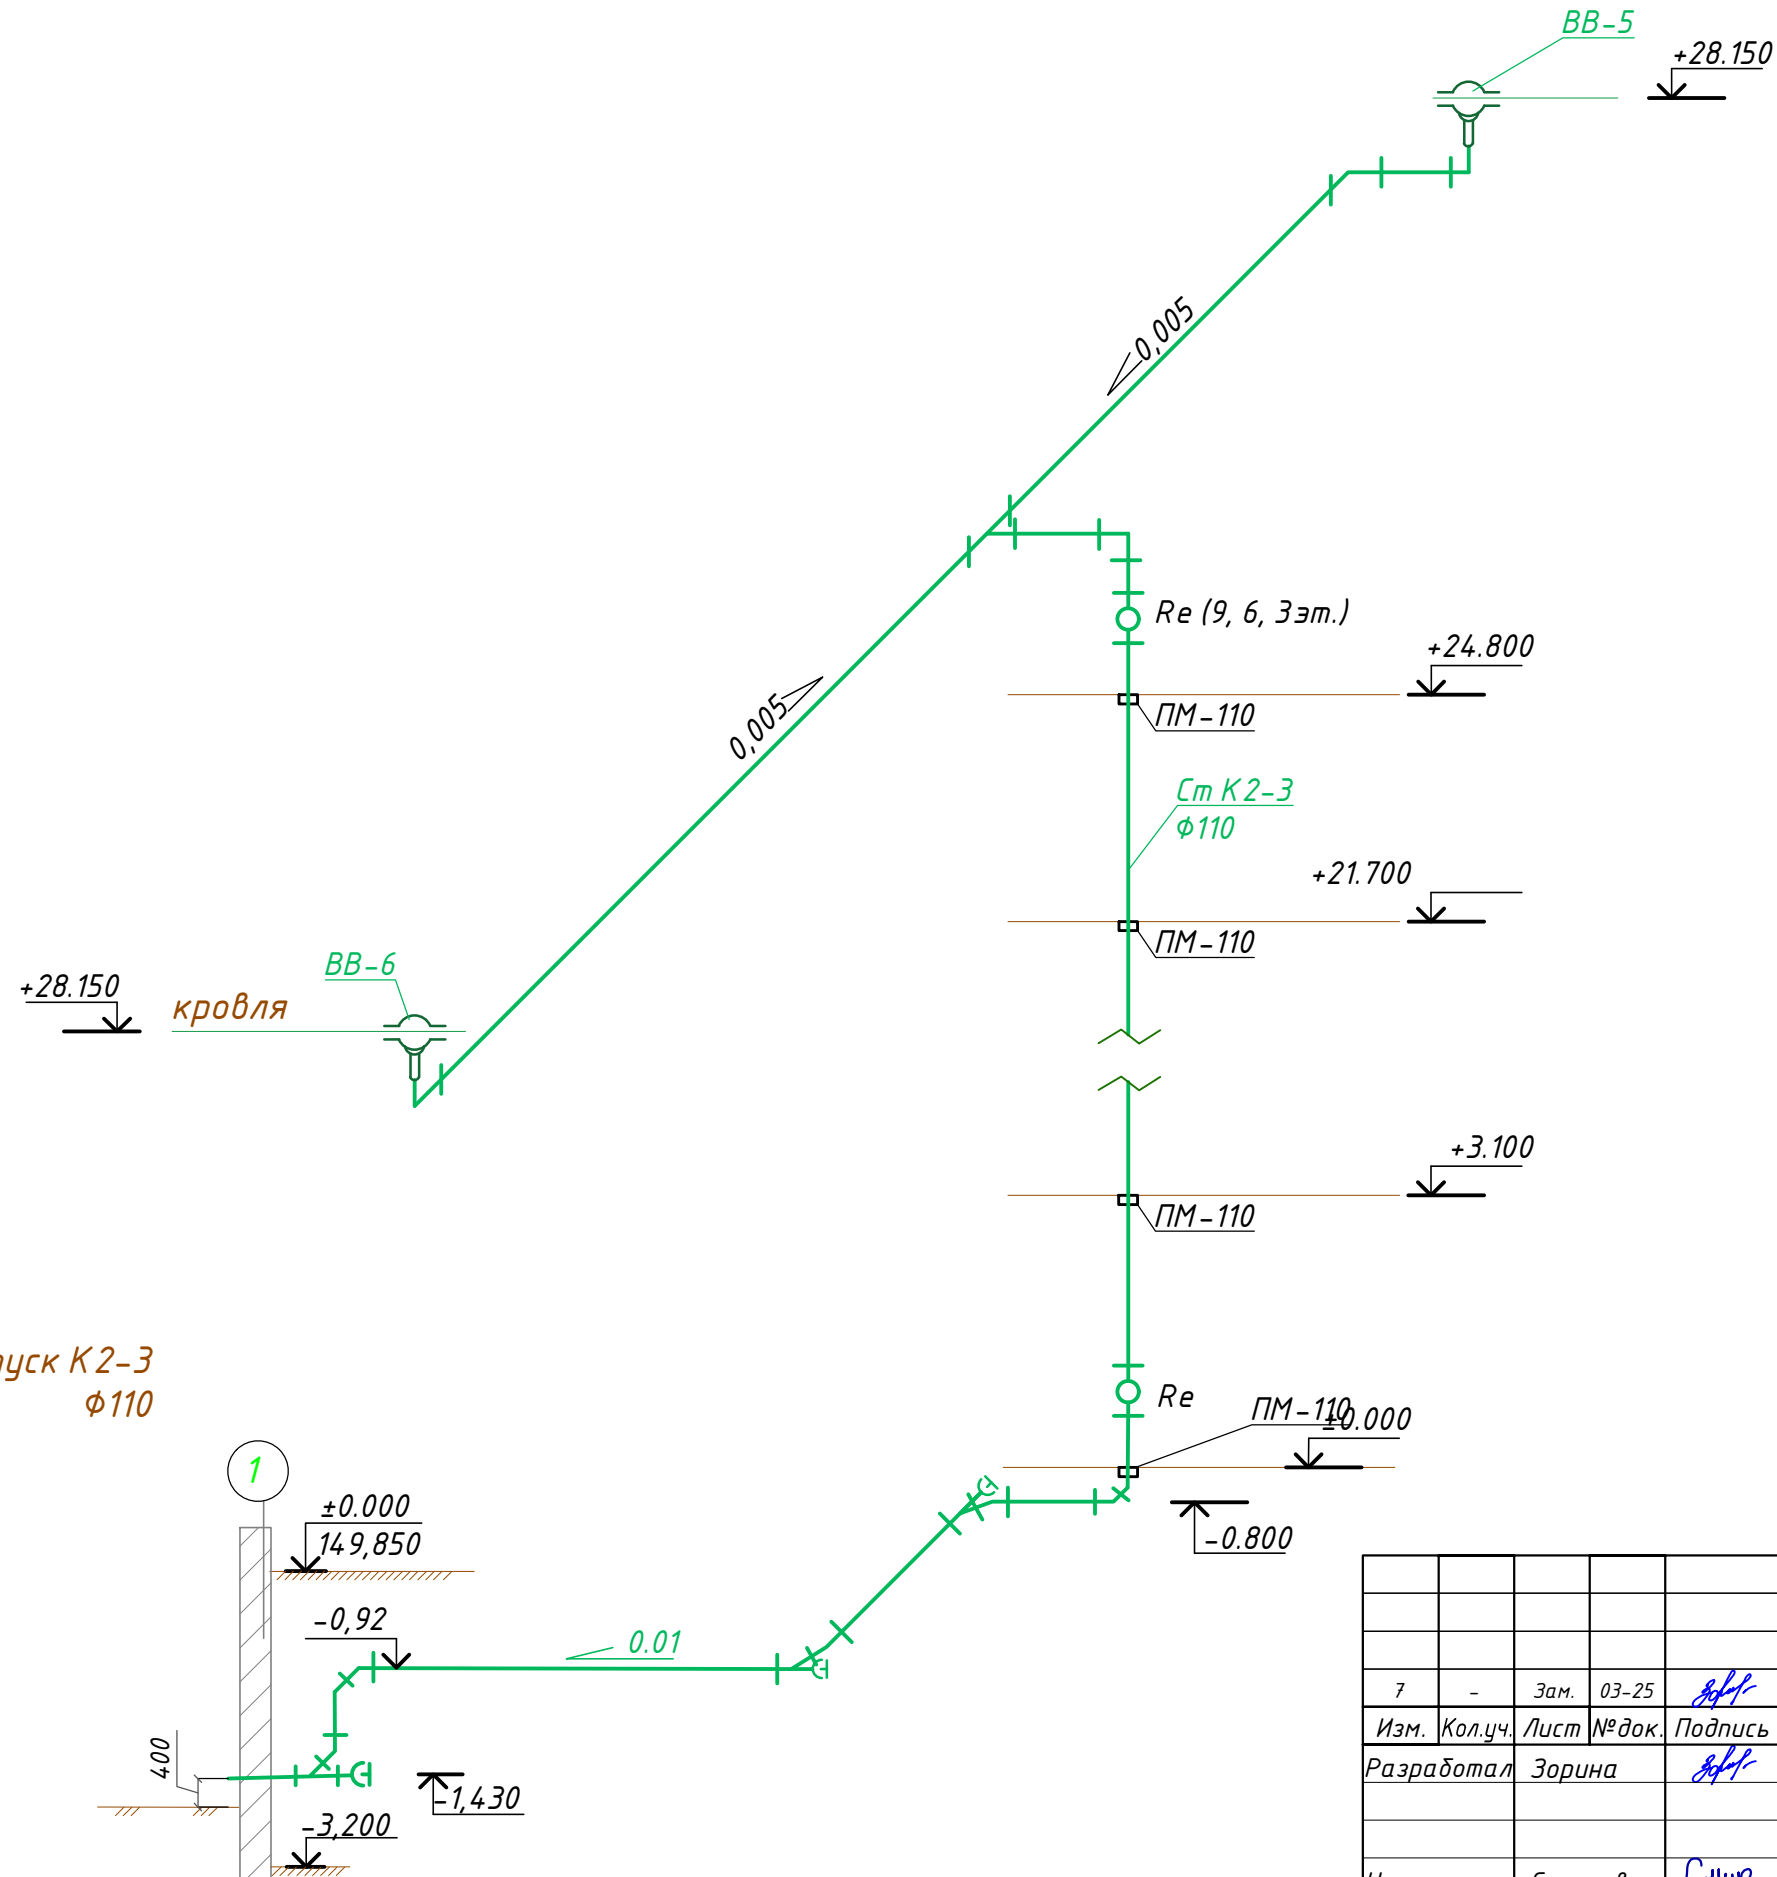 ВВ-5
+28.150
0,005
Re (9, 6, 3эт.)
+24.800
ПМ-110
0,005
Ст К2-3
Ф110
+21.700
ПМ-110
ВВ-6
+28.150
кровля
+3.100
ПМ-110
К2-3
Ф110
Re
ПМ-110
±0.000
1
±0.000
149,850
-0.800
-0,92
0.01
400
-1,430
-3,200
7 - Зам. 03-25
Изм. Кол.уч. Лист №док. Подпись
Разработал Зорина